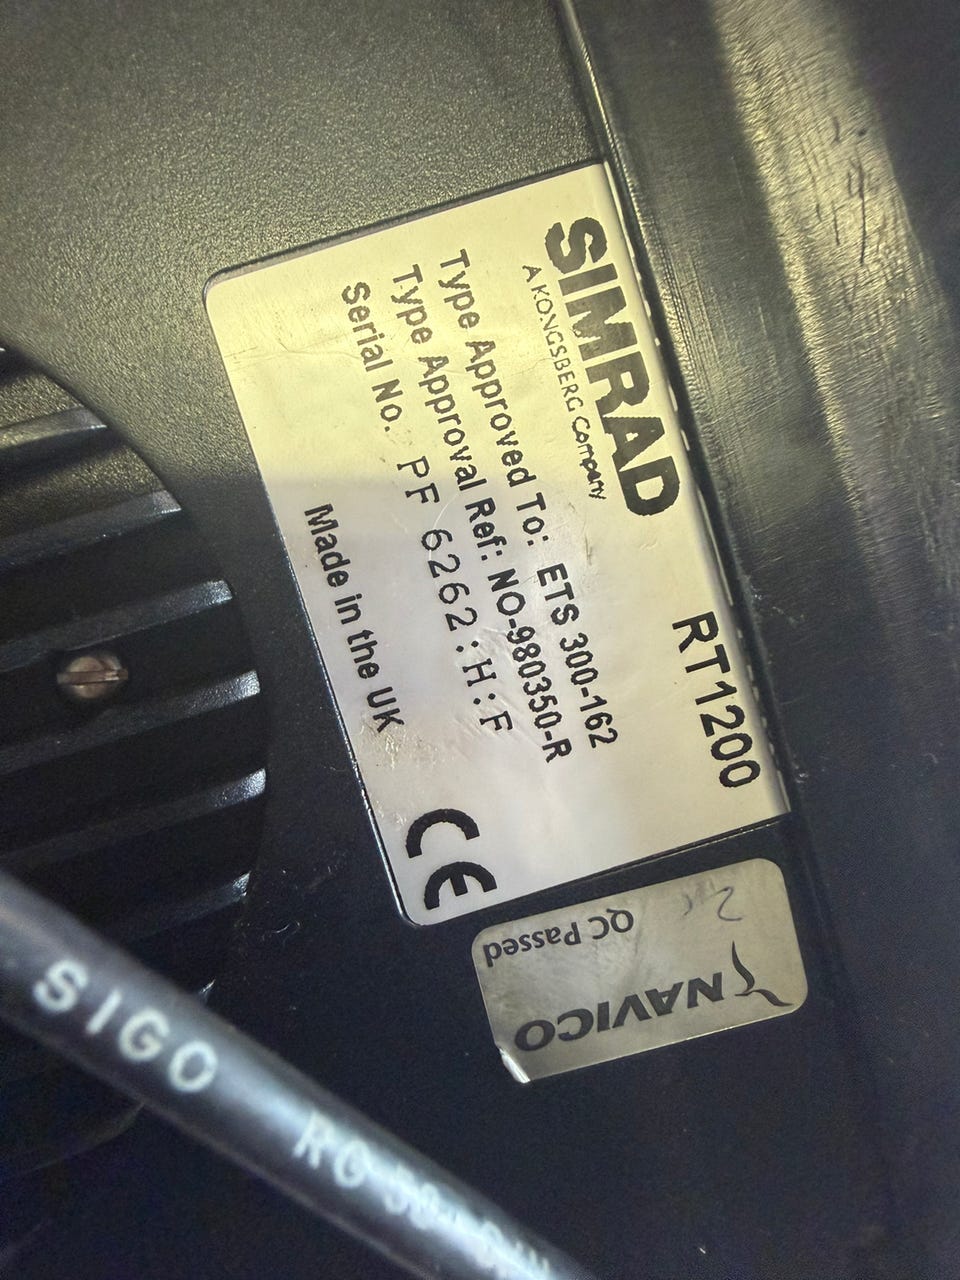 SIMRAD
RT1200
A KONGSBERG Company
Type Approved To: ETS 300-162
Type Approval Ref: NO-980350-R
Serial No. PF 6262:H:F
Made in the UK
CE
NAVICO
QC Passed
SIGO
RG